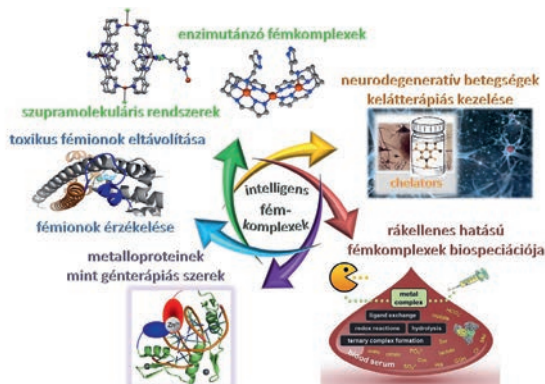 enzimutánzó fémkomplexek
szupramolekuláris rendszerek
neurodegeneratív betegségek
kelátterápiás kezelése
chelators
toxikus fémionok eltávolítása
fémionok érzékelése
intelligens
fém-
komplexek
rákellenes hatású
fémkomplexek biospeciációja
metalloproteinek
mint génterápiás szerek
metal
complex
ligand exchange
redox reactions
hydrolysis
ternary complex formation
blood serum